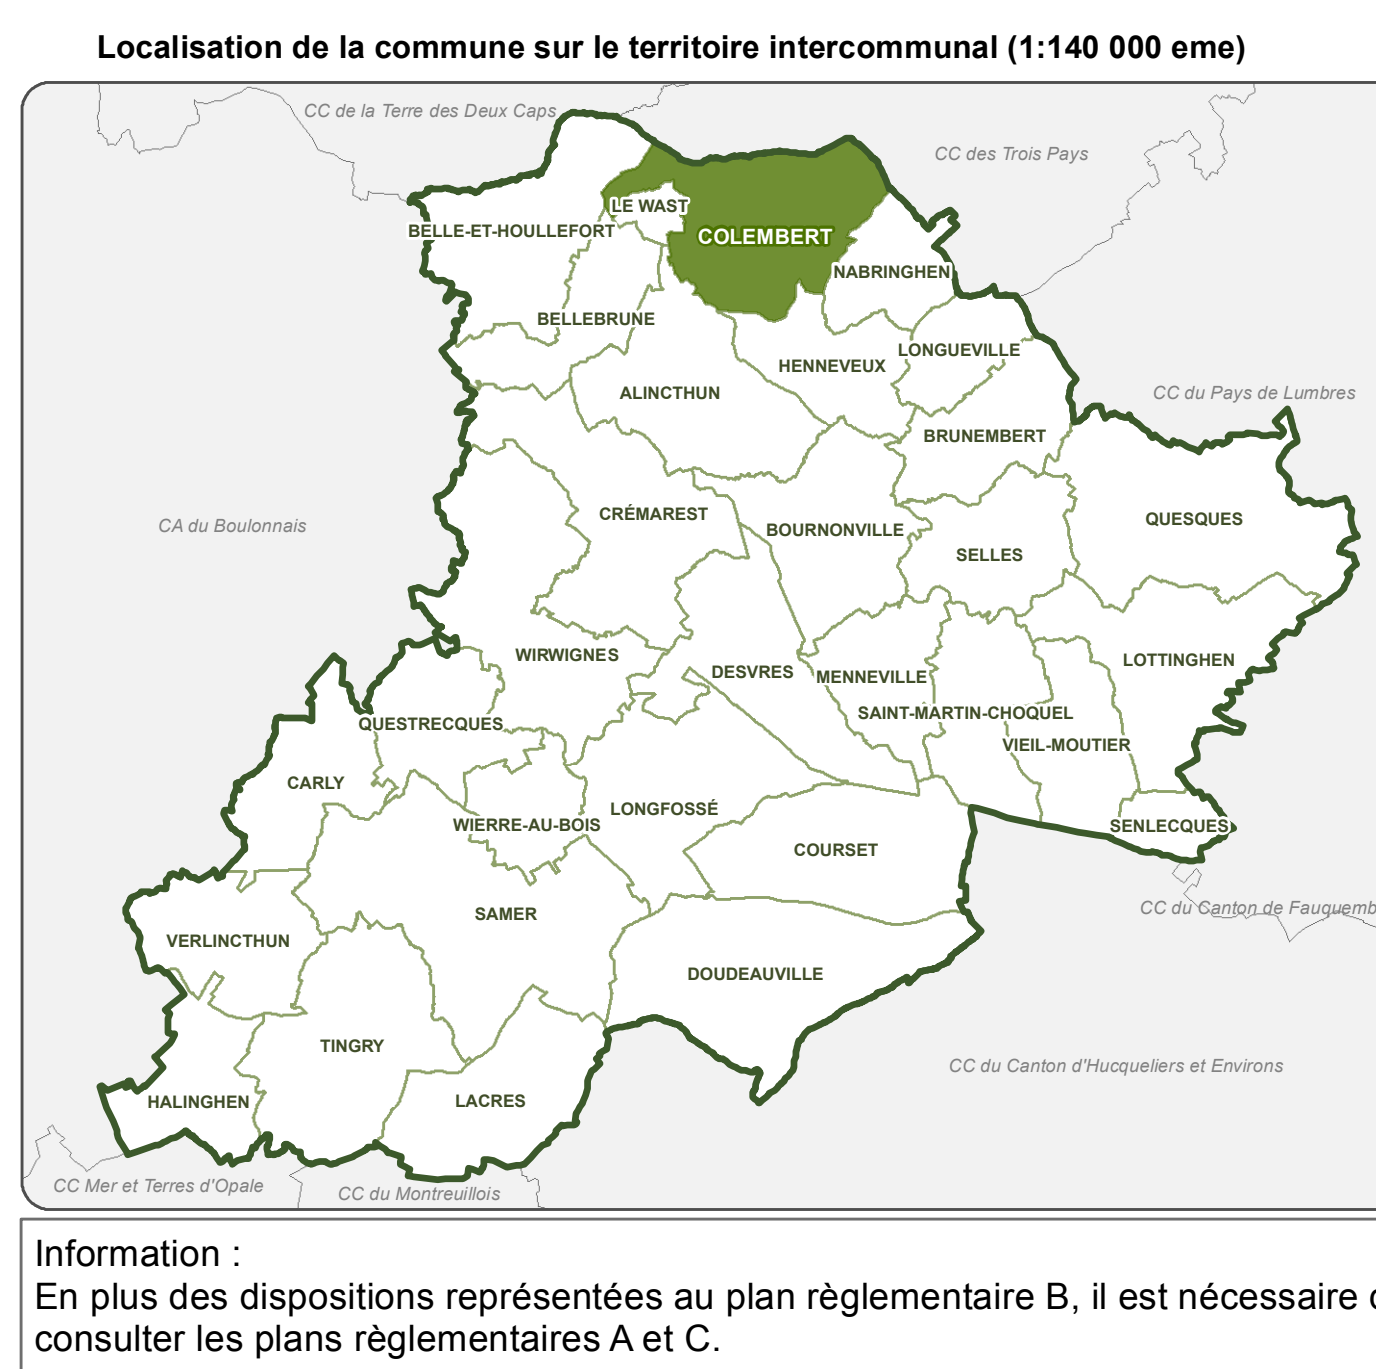 Localisation de la commune sur le territoire intercommunal (1:140 000 eme)
CC de la Terre des Deux Caps
CC des Trois Pays
LE WAST
BELLE-ET-HOULLEFORT
COLEMBERT
NABRINGHEN
BELLEBRUNE
LONGUEVILLE
HENNEVEUX
ALINCTHUN
CC du Pays de Lumbres
BRUNEMBERT
CRÉMAREST
QUESQUES
CA du Boulonnais
BOURNONVILLE
SELLES
WIRWIGNES
LOTTINGHEN
DESVRES
MENNEVILLE
SAINT-MARTIN-CHOQUEL
QUESTRECQUES
VIEIL-MOUTIER
CARLY
LONGFOSSÉ
WIERRE-AU-BOIS
SENLECQUES
COURSET
CC du Canton de Fauquemb
SAMER
VERLINCTHUN
DOUDEAUVILLE
TINGRY
CC du Canton d'Hucqueliers et Environs
HALINGHEN
LACRES
CC Mer et Terres d'Opale
CC du Montreuillois
Information :
En plus des dispositions représentées au plan règlementaire B, il est nécessaire
consulter les plans règlementaires A et C.